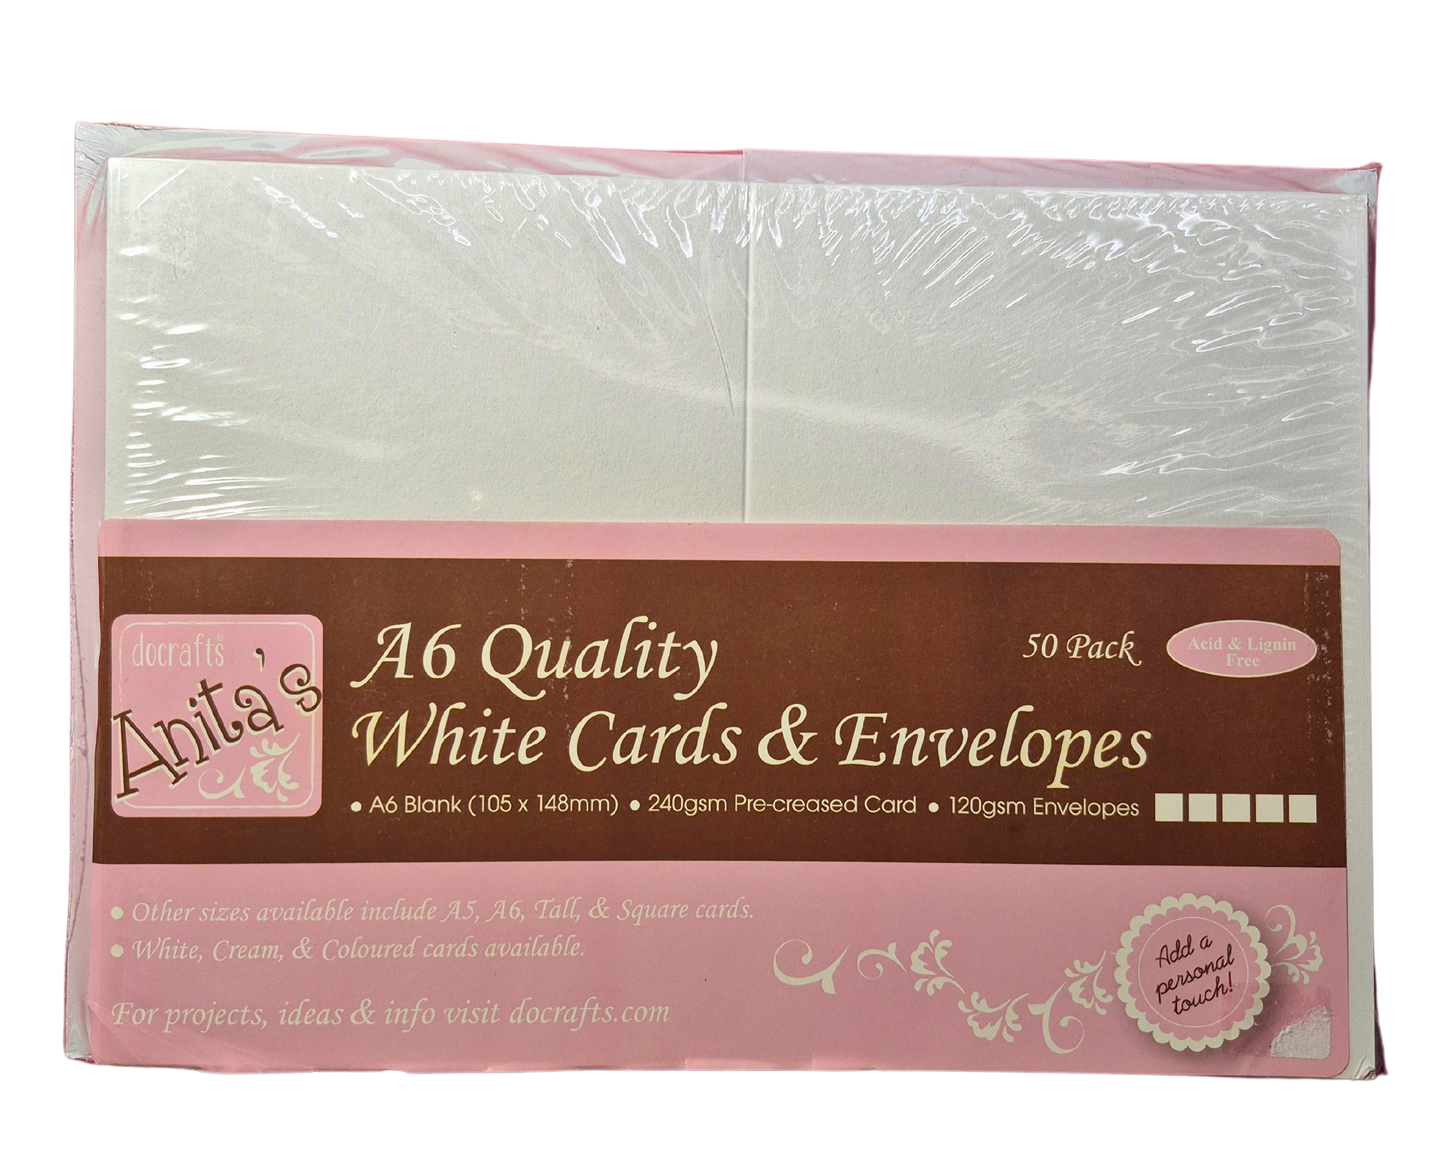 docrafts®
Anita's
A6 Quality
White Cards & Envelopes
50 Pack
Acid & Lignin
Free
• A6 Blank (105 x 148mm) • 240gsm Pre-creased Card • 120gsm Envelopes
• Other sizes available include A5, A6, Tall, & Square cards.
• White, Cream, & Coloured cards available.
For projects, ideas & info visit docrafts.com
Add a
personal
touch!